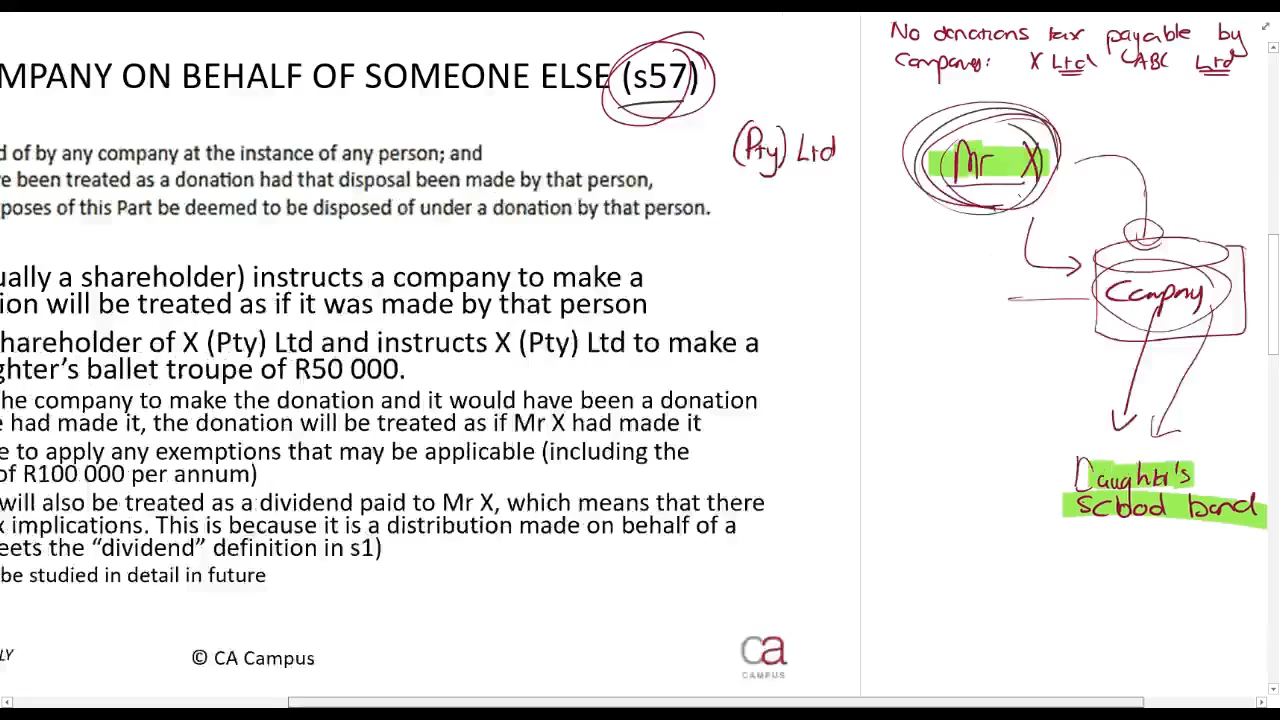 OMPANY ON BEHALF OF SOMEONE ELSE (s57)
d of by any company at the instance of any person; and
e been treated as a donation had that disposal been made by that person,
rposes of this Part be deemed to be disposed of under a donation by that person.
ually a shareholder) instructs a company to make a
ion will be treated as if it was made by that person
hareholder of X (Pty) Ltd and instructs X (Pty) Ltd to make a
ghter's ballet troupe of R50 000.
he company to make the donation and it would have been a donation
e had made it, the donation will be treated as if Mr X had made it
e to apply any exemptions that may be applicable (including the
of R100 000 per annum)
will also be treated as a dividend paid to Mr X, which means that there
x implications. This is because it is a distribution made on behalf of a
eets the "dividend" definition in s1)
be studied in detail in future
LY
© CA Campus
ca
CAMPUS
(Pty) Ltd
No donations tax payable by
Company: X Ltd ABC Ltd
Mr X
Company
Daughter's
School band